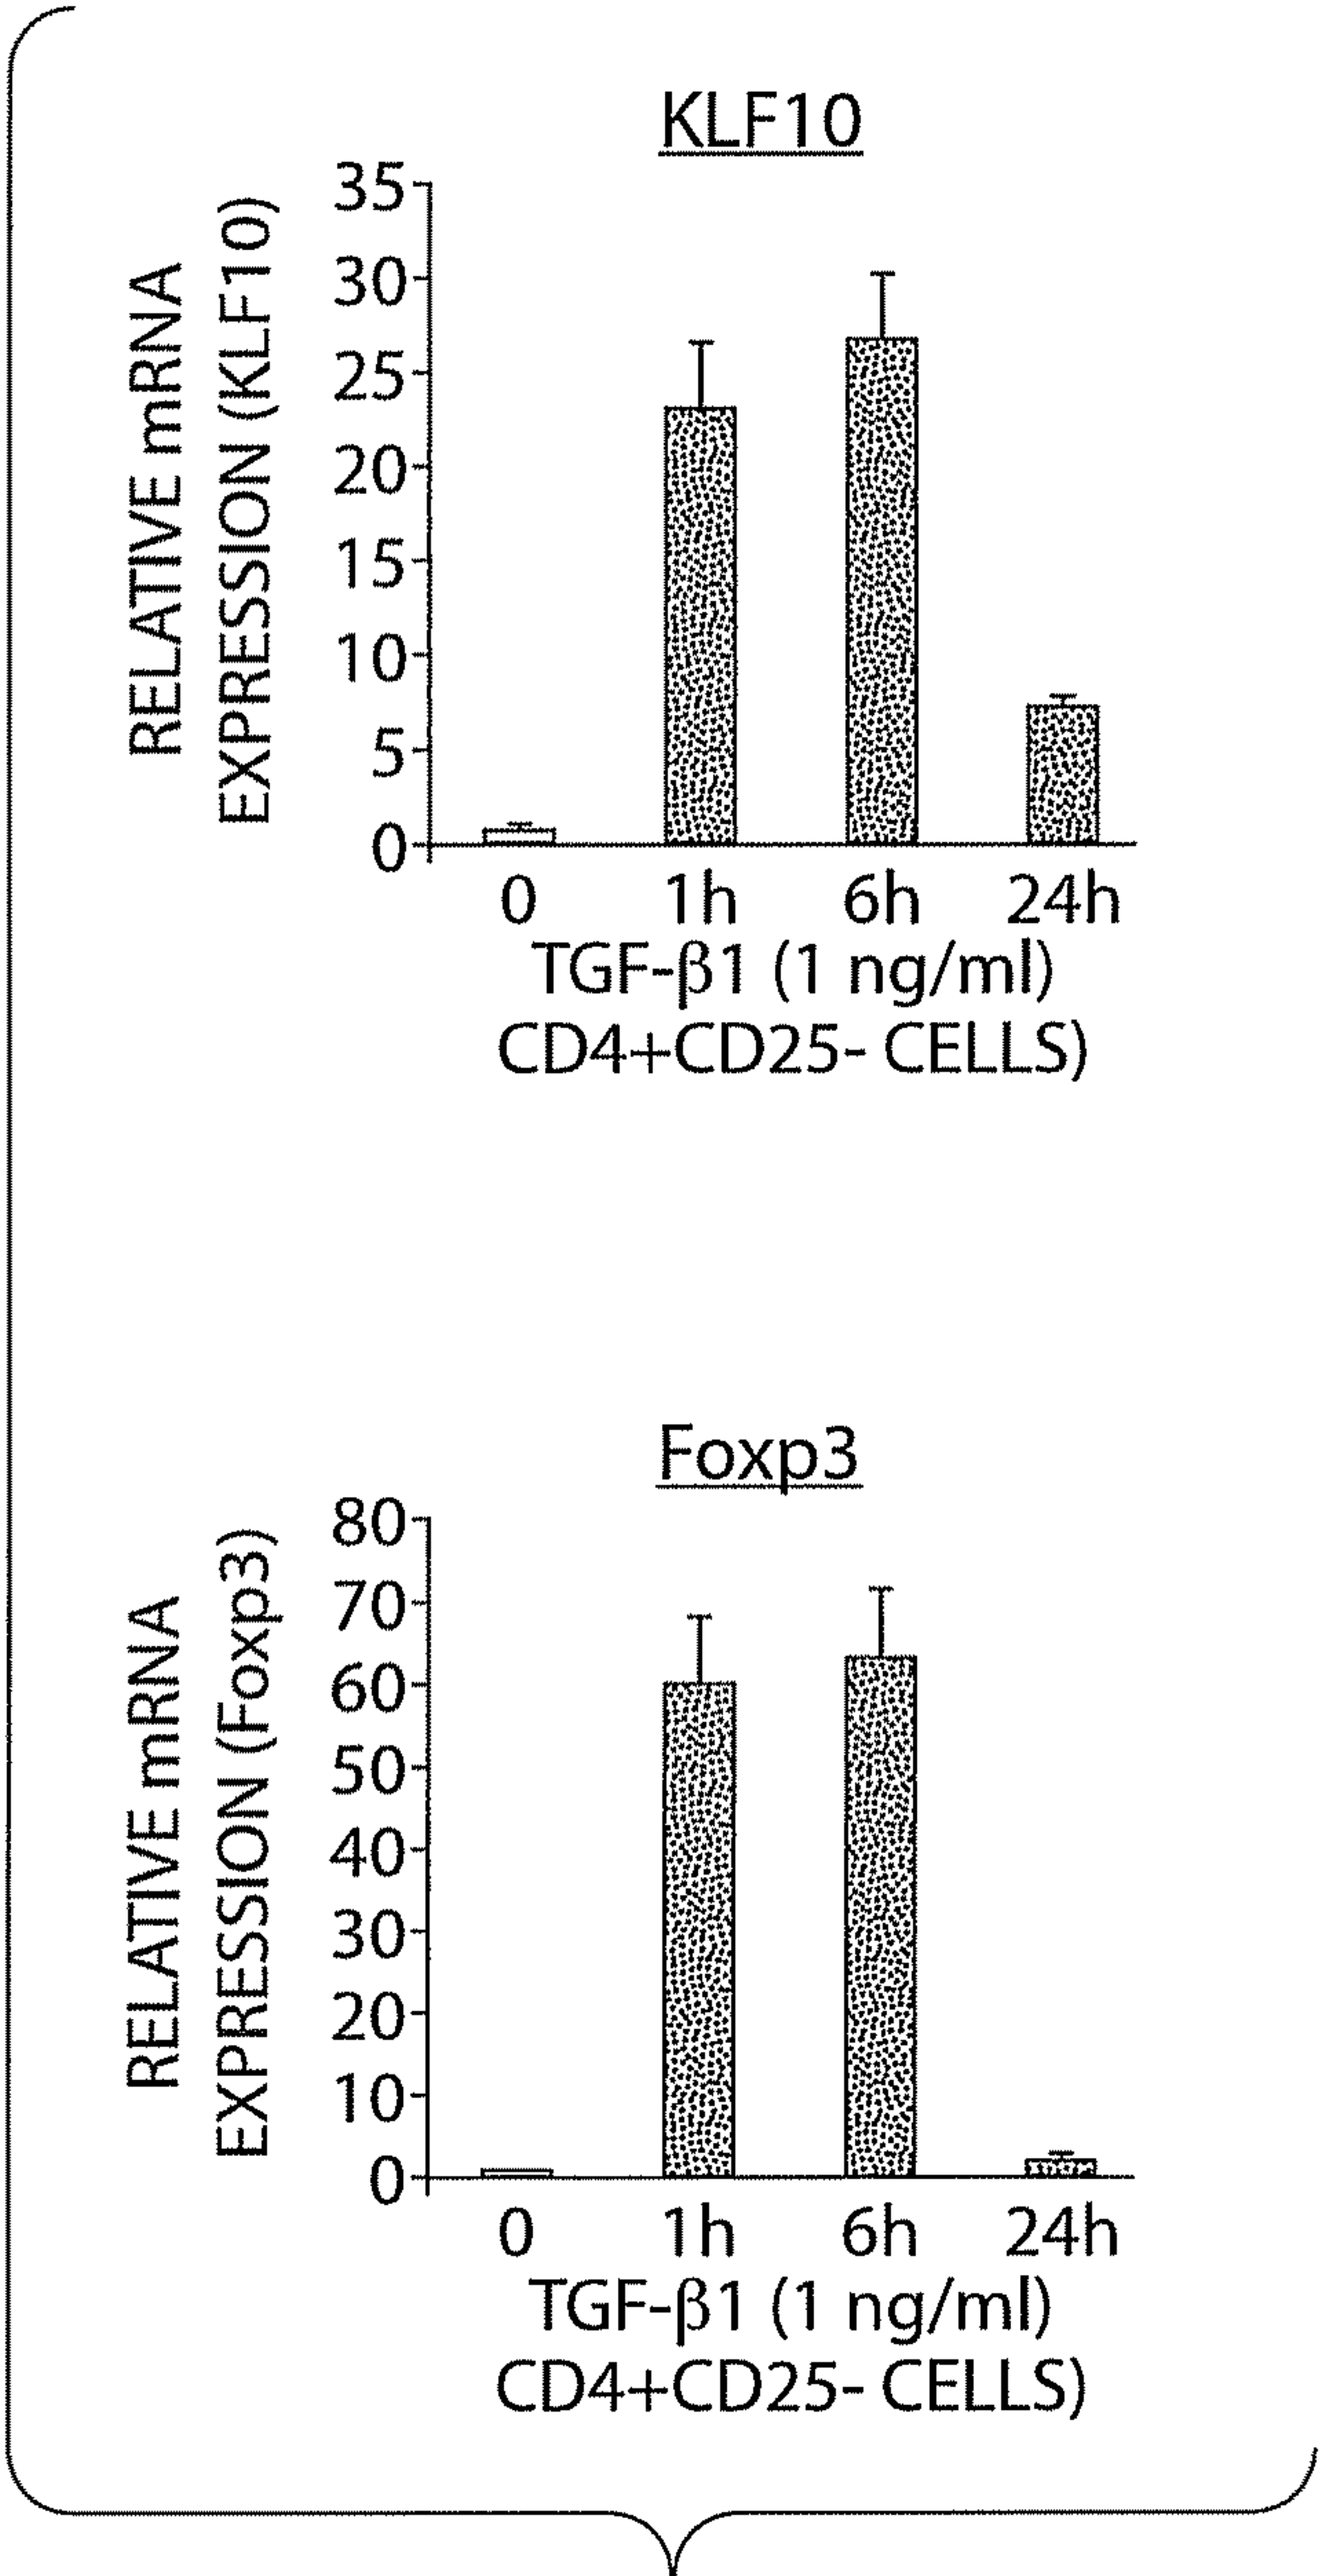 KLF10
RELATIVE mRNA
EXPRESSION (KLF10)
35
30
25
20
15
10
5
0
0 1h 6h 24h
TGF-β1 (1 ng/ml)
CD4+CD25- CELLS)
Foxp3
RELATIVE mRNA
EXPRESSION (Foxp3)
80
70
60
50
40
30
20
10
0
0 1h 6h 24h
TGF-β1 (1 ng/ml)
CD4+CD25- CELLS)